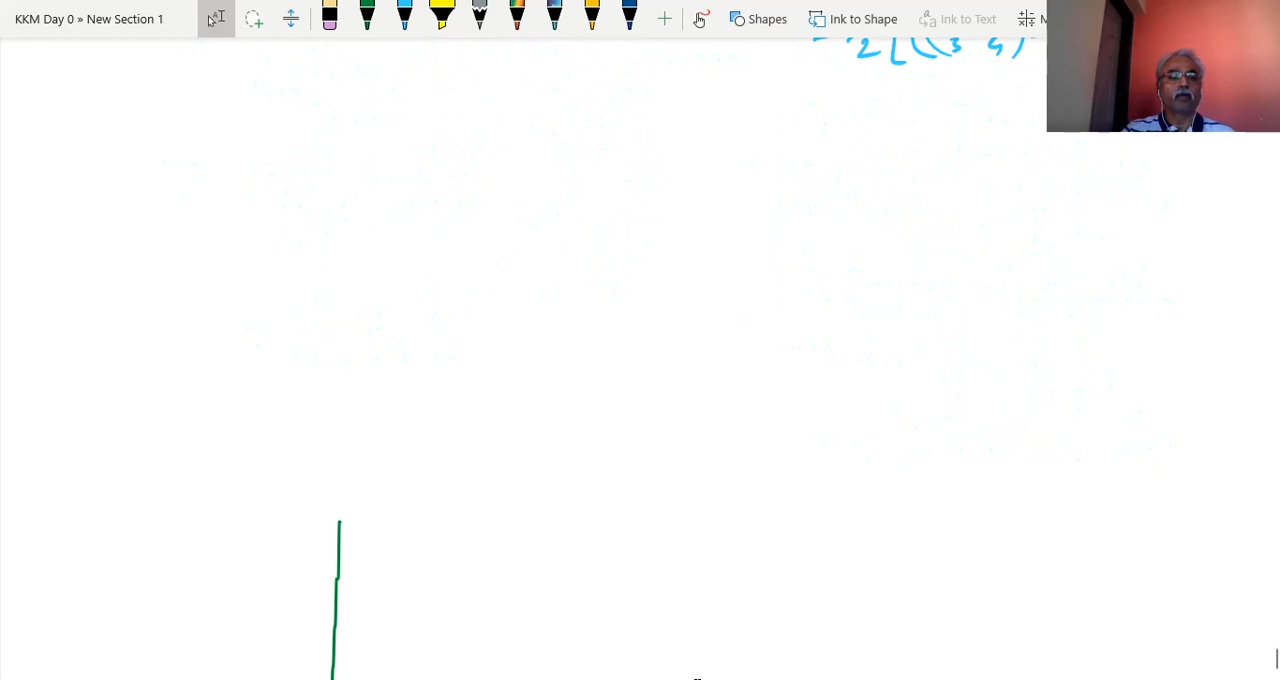 KKM Day 0 » New Section 1
Shapes
Ink to Shape
Ink to Text
M